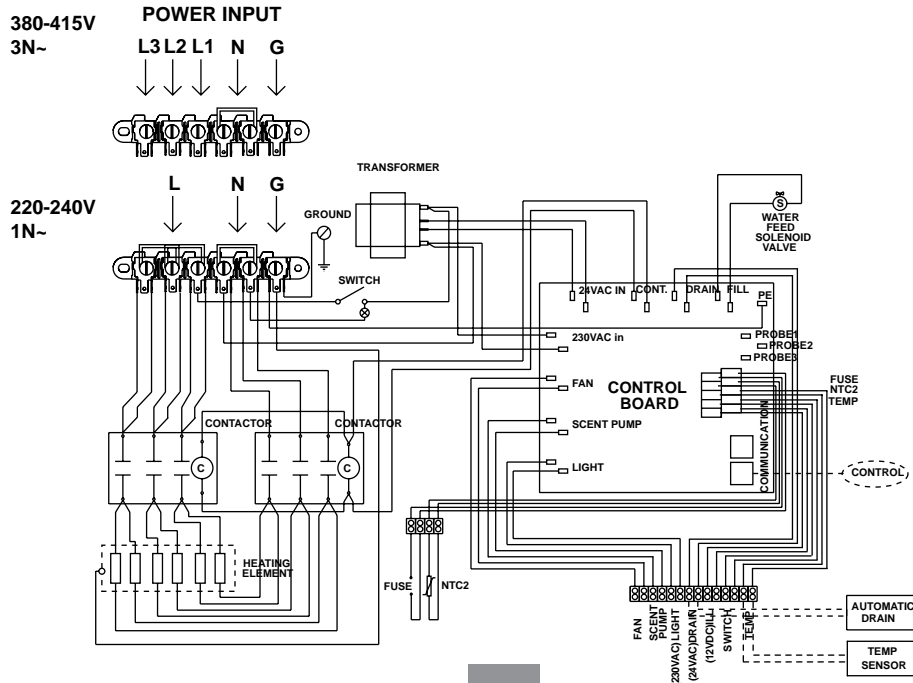 POWER INPUT
380-415V
3N~
L3 L2 L1 N G
220-240V
1N~
L N G
TRANSFORMER
GROUND
SWITCH
WATER
FEED
SOLENOID
VALVE
S
24VAC IN CONT. DRAIN FILL
PE
230VAC in
PROBE1
PROBE2
PROBE3
FAN
CONTROL
BOARD
FUSE
NTC2
TEMP
SCENT PUMP
LIGHT
COMMUNICATION
CONTROL
CONTACTOR
CONTACTOR
C
C
HEATING
ELEMENT
FUSE
NTC2
FAN
SCENT
PUMP
230VAC)LIGHT
(24VAC)DRAIN
(12VDC)ILL
SWITCH
TEMP
AUTOMATIC
DRAIN
TEMP
SENSOR